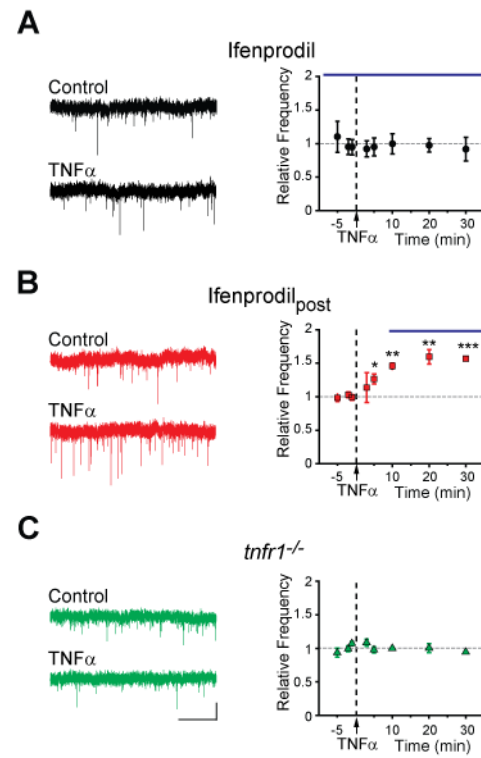 A
Ifenprodil
Control
TNFα
Relative Frequency
2
1.5
1
0.5
0
-5 10 20 30
TNFα Time (min)
B
Ifenprodilpost
Control
TNFα
Relative Frequency
2
1.5
1
0.5
0
* ** ** ***
-5 10 20 30
TNFα Time (min)
C
tnfr1-/-
Control
TNFα
Relative Frequency
2
1.5
1
0.5
0
-5 10 20 30
TNFα Time (min)